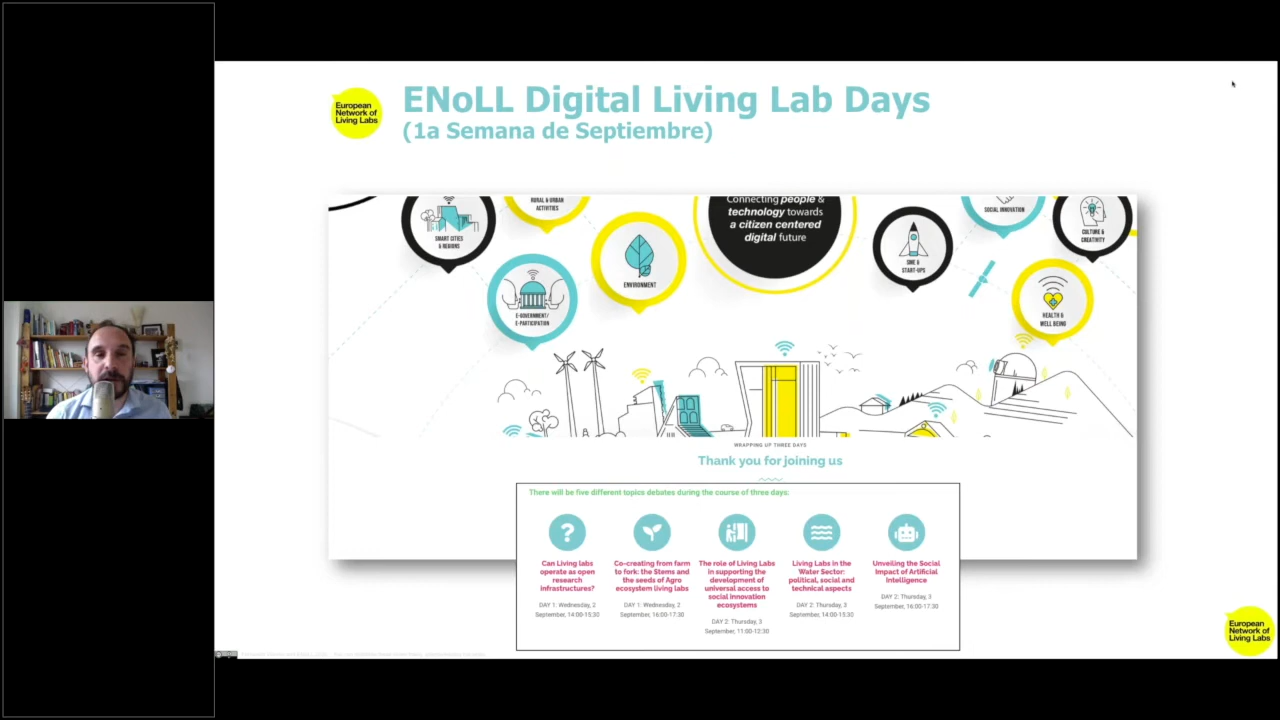 European
Network of
Living Labs
ENoLL Digital Living Lab Days
(1a Semana de Septiembre)
RURAL & URBAN
ACTIVITIES
SMART CITIES
& REGIONS
E-GOVERNMENT/
E-PARTICIPATION
ENVIRONMENT
Connecting people &
technology towards
a citizen centered
digital future
SME &
START-UPS
SOCIAL INNOVATION
CULTURE &
CREATIVITY
HEALTH &
WELL BEING
WRAPPING UP THREE DAYS
Thank you for joining us
There will be five different topics debates during the course of three days:
?
Can Living labs
operate as open
research
infrastructures?
DAY 1: Wednesday, 2
September, 14:00-15:30
Co-creating from farm
to fork: the Stems and
the seeds of Agro
ecosystem living labs
DAY 1: Wednesday, 2
September, 16:00-17:30
The role of Living Labs
in supporting the
development of
universal access to
social innovation
ecosystems
DAY 2: Thursday, 3
September, 11:00-12:30
Living Labs in the
Water Sector:
political, social and
technical aspects
DAY 2: Thursday, 3
September, 14:00-15:30
Unveiling the Social
Impact of Artificial
Intelligence
DAY 2: Thursday, 3
September, 16:00-17:30
European
Network of
Living Labs